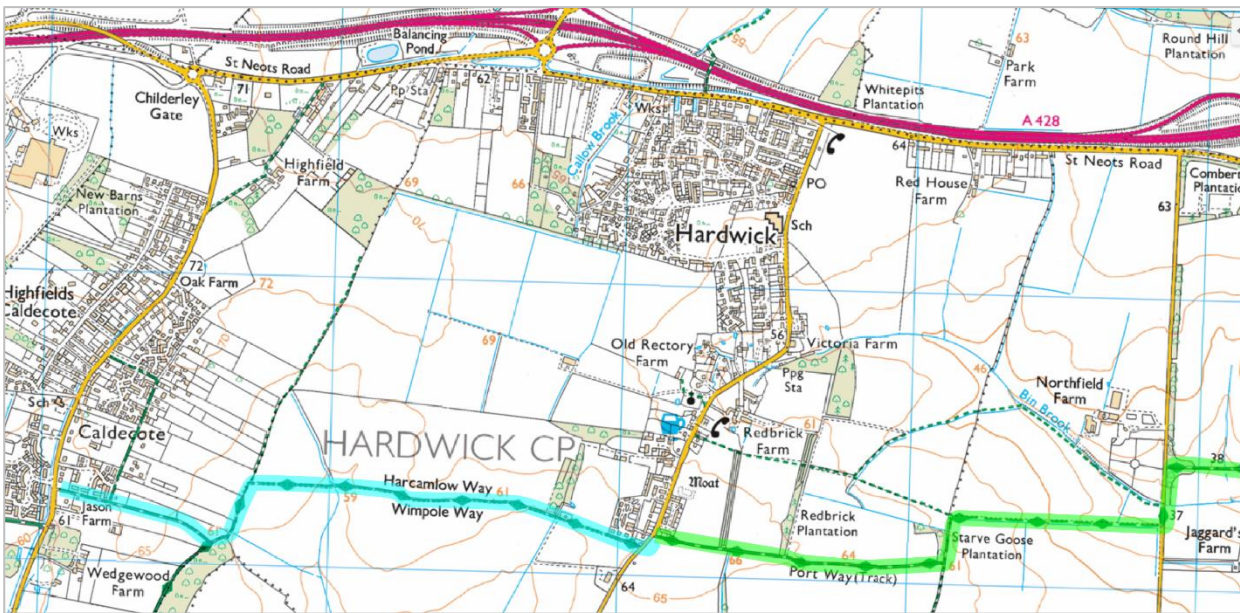 Balancing
Pond
St Neots Road
Pp Sta
62
71
Childerley
Gate
Wks
Highfield
Farm
New Barns
Plantation
69
70
66
65
Callow Brook
Wks
55
63
Park
Farm
Round Hill
Plantation
Whitepits
Plantation
A 428
64
St Neots Road
Red House
Farm
PO
Sch
Hardwick
63
72
Oak Farm
72
Highfields
Caldecote
70
69
Old Rectory
Farm
56
Victoria Farm
Ppg
Sta
46
Bin Brook
Northfield
Farm
Sch
Caldecote
HARDWICK CP
Redbrick
Farm
61
Moat
Harcamlow Way
Wimpole Way
59
61
Jason
Farm
61
60
65
61
Wedgewood
Farm
Redbrick
Plantation
64
66
Port Way (Track)
61
Starve Goose
Plantation
38
37
Jaggard's
Farm
64
65